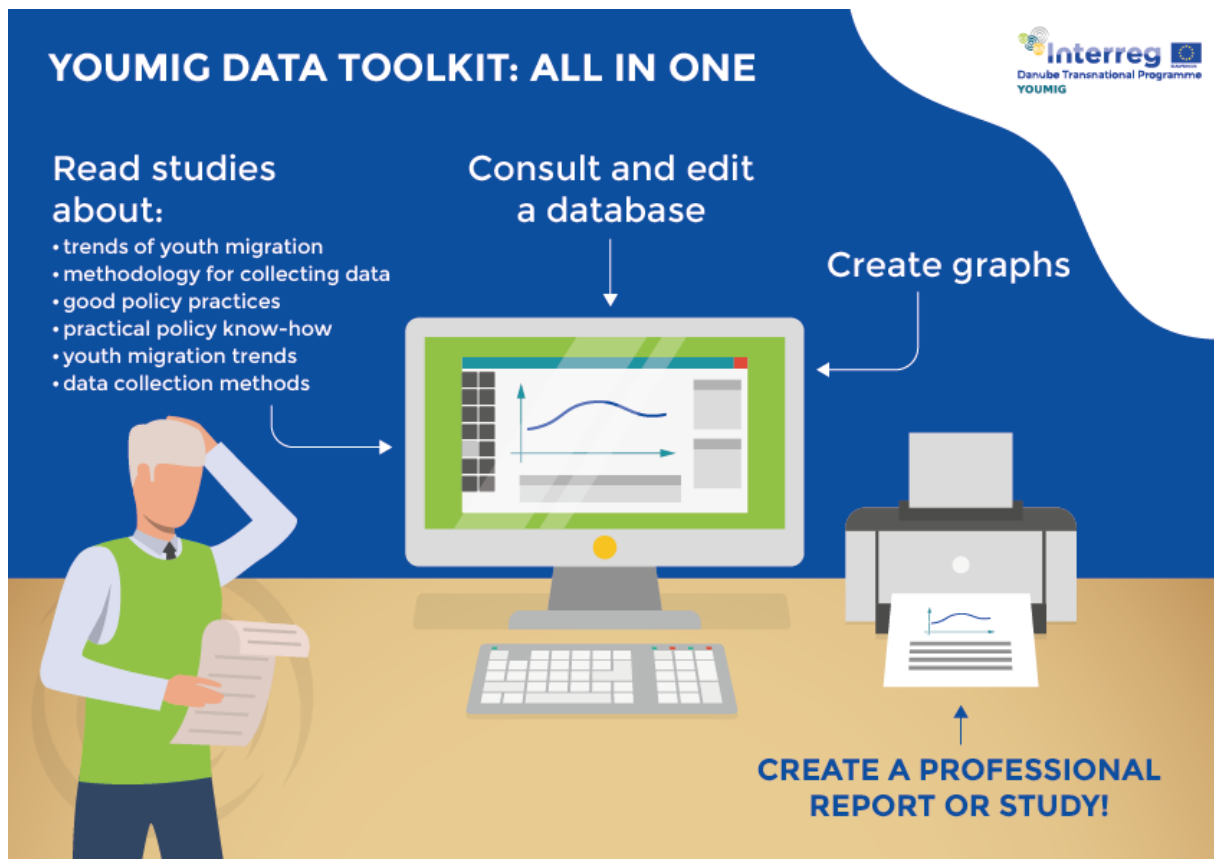 YOUMIG DATA TOOLKIT: ALL IN ONE
Interreg
Danube Transnational Programme
YOUMIG
Read studies
about:
• trends of youth migration
• methodology for collecting data
• good policy practices
• practical policy know-how
• youth migration trends
• data collection methods
Consult and edit
a database
Create graphs
CREATE A PROFESSIONAL
REPORT OR STUDY!